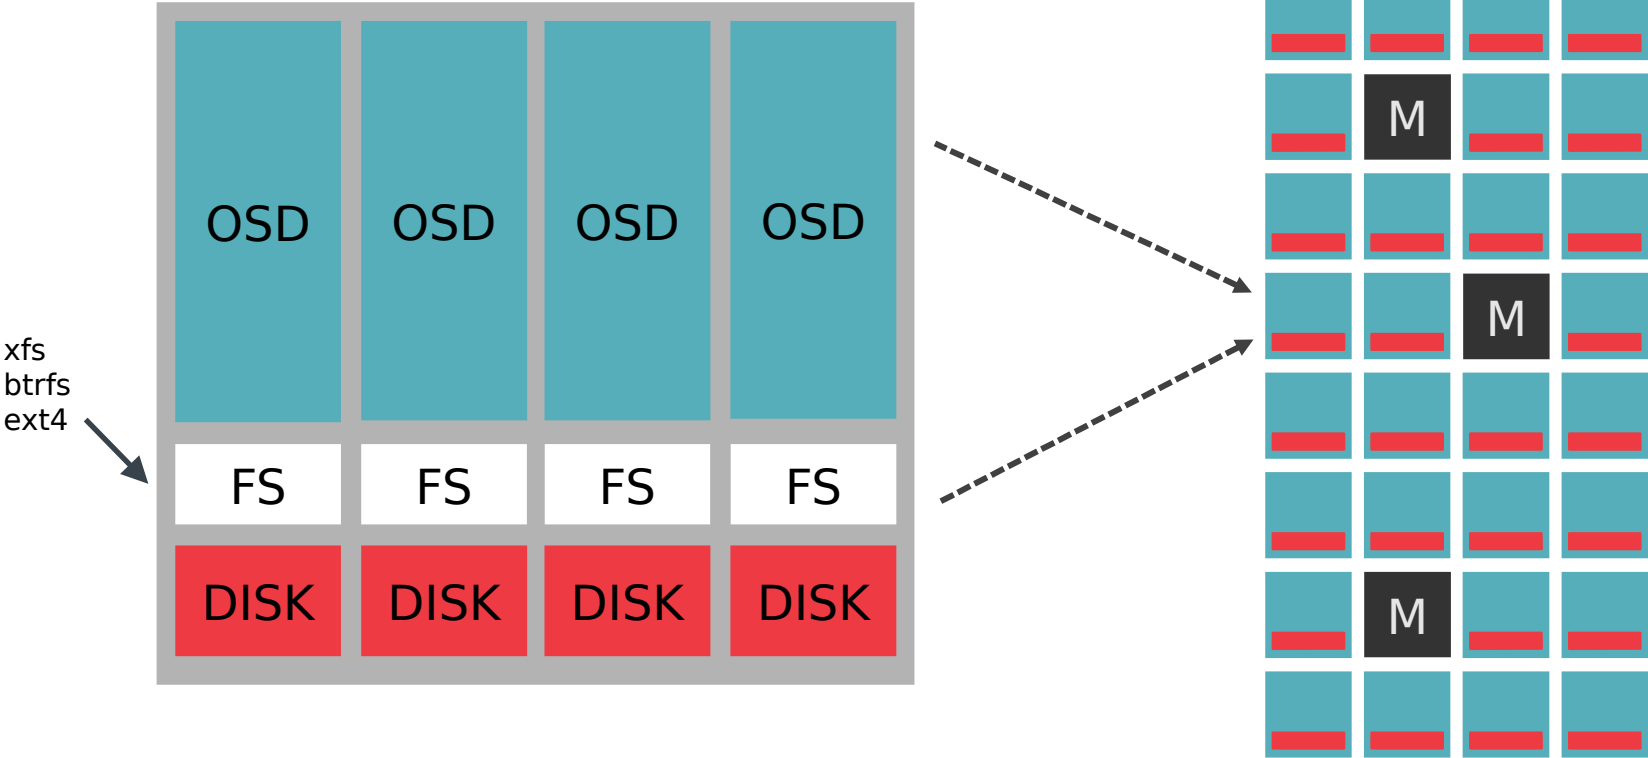 OSD OSD OSD OSD
xfs
btrfs
ext4
FS FS FS FS
DISK DISK DISK DISK
M
M
M